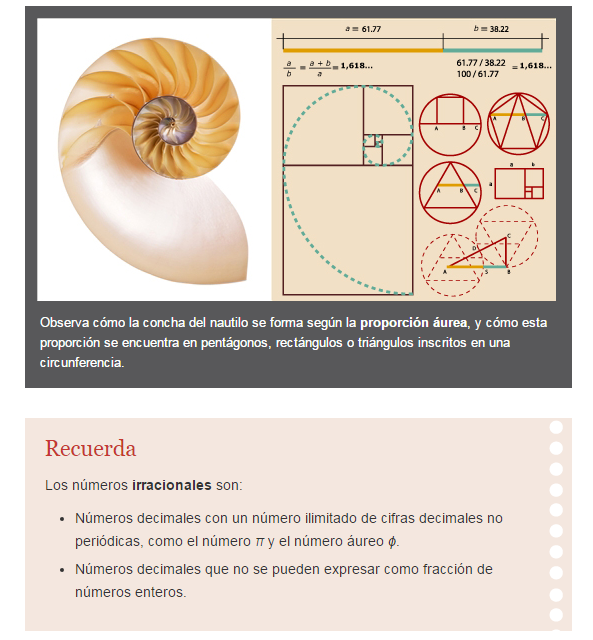 a = 61.77 b = 38.22
a/b = a + b/a = 1,618...
61.77 / 38.22
100 / 61.77 = 1,618...
A B C
A B C
A B C
a b
a
C
D
A S B
Observa cómo la concha del nautilo se forma según la proporción áurea, y cómo esta
proporción se encuentra en pentágonos, rectángulos o triángulos inscritos en una
circunferencia.
Recuerda
Los números irracionales son:
• Números decimales con un número ilimitado de cifras decimales no
periódicas, como el número π y el número áureo ϕ.
• Números decimales que no se pueden expresar como fracción de
números enteros.